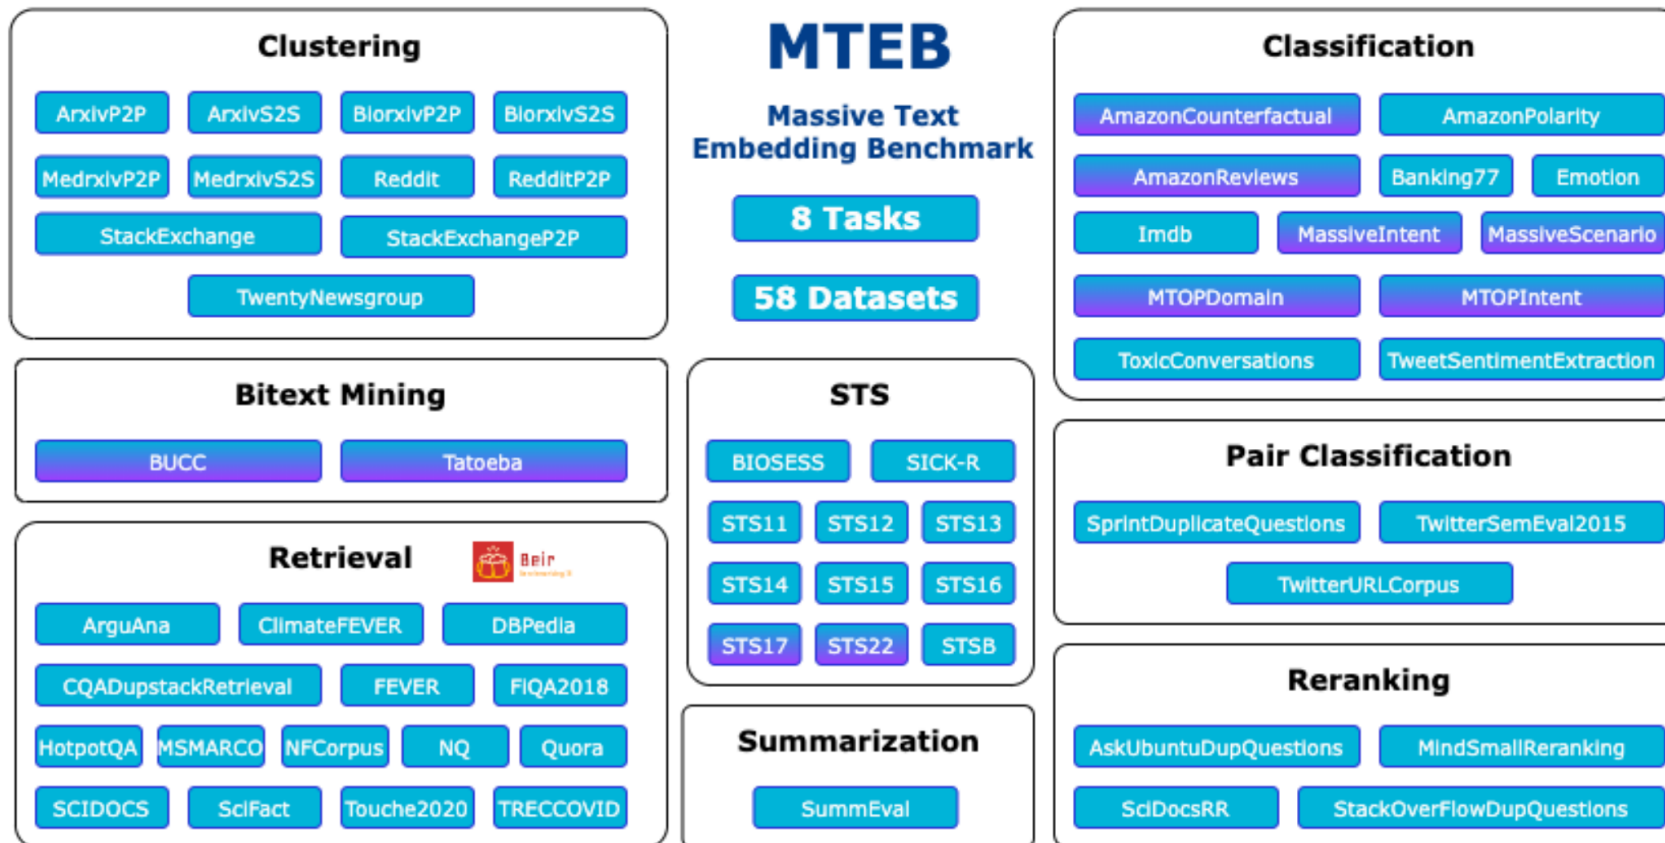 MTEB
Massive Text
Embedding Benchmark
8 Tasks
58 Datasets
Clustering
ArxivP2P ArxivS2S BiorxivP2P BiorxivS2S
MedrxivP2P MedrxivS2S Reddit RedditP2P
StackExchange StackExchangeP2P
TwentyNewsgroup
Bitext Mining
BUCC Tatoeba
Retrieval
Beir
ArguAna ClimateFEVER DBPedia
CQADupstackRetrieval FEVER FiQA2018
HotpotQA MSMARCO NFCorpus NQ Quora
SCIDOCS SciFact Touche2020 TRECCOVID
STS
BIOSESS SICK-R
STS11 STS12 STS13
STS14 STS15 STS16
STS17 STS22 STSB
Summarization
SummEval
Classification
AmazonCounterfactual AmazonPolarity
AmazonReviews Banking77 Emotion
Imdb MassiveIntent MassiveScenario
MTOPDomain MTOPIntent
ToxicConversations TweetSentimentExtraction
Pair Classification
SprintDuplicateQuestions TwitterSemEval2015
TwitterURLCorpus
Reranking
AskUbuntuDupQuestions MindSmallReranking
SciDocsRR StackOverFlowDupQuestions